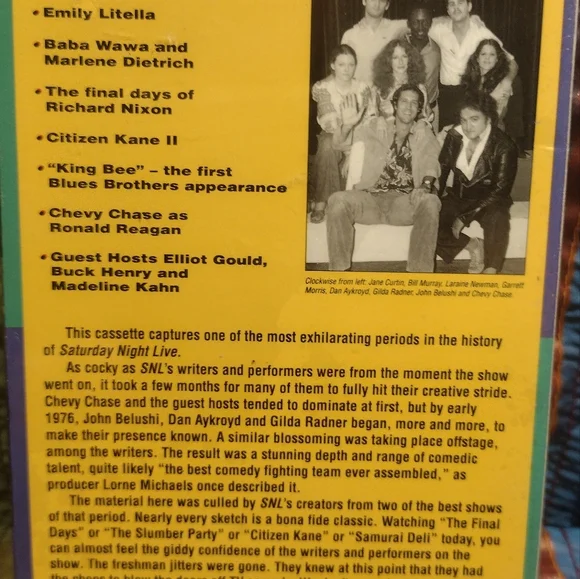 • Emily Litella
• Baba Wawa and
Marlene Dietrich
• The final days of
Richard Nixon
• Citizen Kane II
• "King Bee" – the first
Blues Brothers appearance
• Chevy Chase as
Ronald Reagan
• Guest Hosts Elliot Gould,
Buck Henry and
Madeline Kahn
Clockwise from left: Jane Curtin, Bill Murray, Laraine Newman, Garrett
Morris, Dan Aykroyd, Gilda Radner, John Belushi and Chevy Chase.
This cassette captures one of the most exhilarating periods in the history
of Saturday Night Live.
As cocky as SNL's writers and performers were from the moment the show
went on, it took a few months for many of them to fully hit their creative stride.
Chevy Chase and the guest hosts tended to dominate at first, but by early
1976, John Belushi, Dan Aykroyd and Gilda Radner began, more and more, to
make their presence known. A similar blossoming was taking place offstage,
among the writers. The result was a stunning depth and range of comedic
talent, quite likely "the best comedy fighting team ever assembled," as
producer Lorne Michaels once described it.
The material here was culled by SNL's creators from two of the best shows
of that period. Nearly every sketch is a bona fide classic. Watching "The Final
Days" or "The Slumber Party" or "Citizen Kane" or "Samurai Deli" today, you
can almost feel the giddy confidence of the writers and performers on the
show. The freshman jitters were gone. They knew at this point that they had